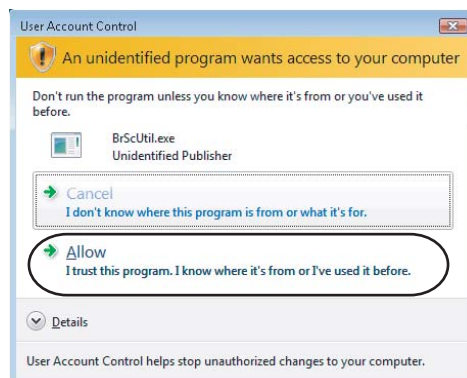 User Account Control
An unidentified program wants access to your computer
Don't run the program unless you know where it's from or you've used it
before.
BrScUtil.exe
Unidentified Publisher
Cancel
I don't know where this program is from or what it's for.
Allow
I trust this program. I know where it's from or I've used it before.
Details
User Account Control helps stop unauthorized changes to your computer.